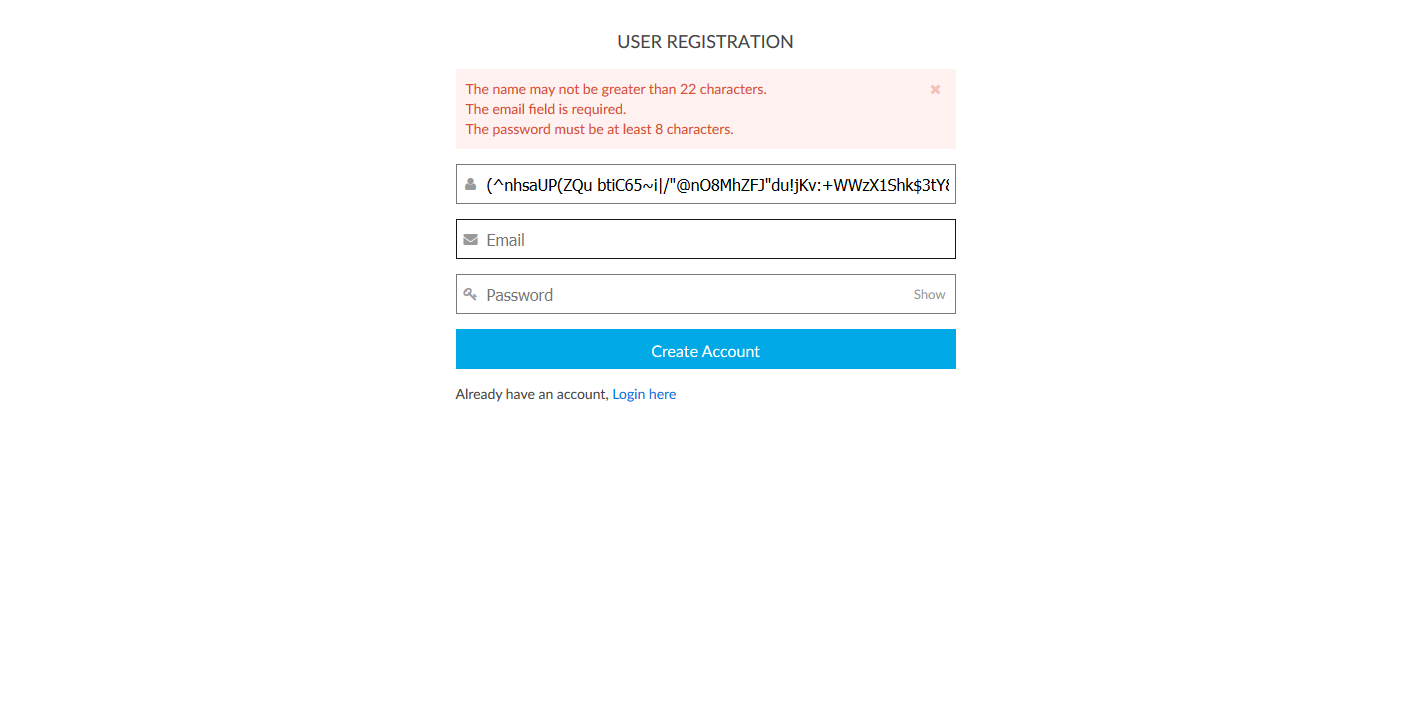 USER REGISTRATION
The name may not be greater than 22 characters.
The email field is required.
The password must be at least 8 characters.
(^nhsaUP(ZQu btiC65~i|/"@nO8MhZFJ"du!jKv:+WWzX1Shk$3tY8
Email
Password Show
Create Account
Already have an account, Login here